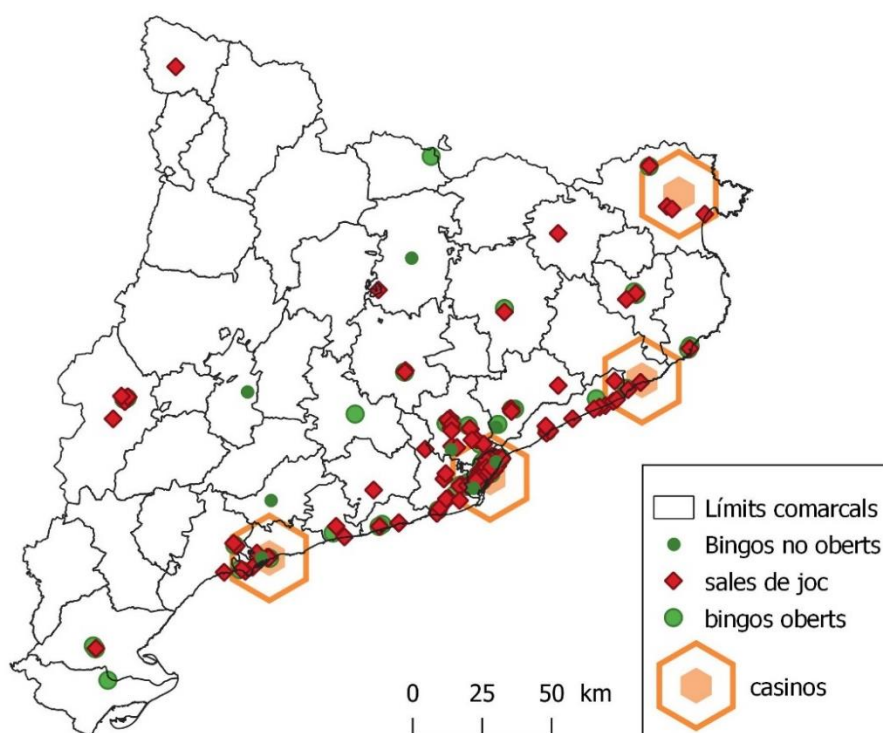 Límits comarcals
Bingos no oberts
sales de joc
bingos oberts
casinos
0 25 50 km